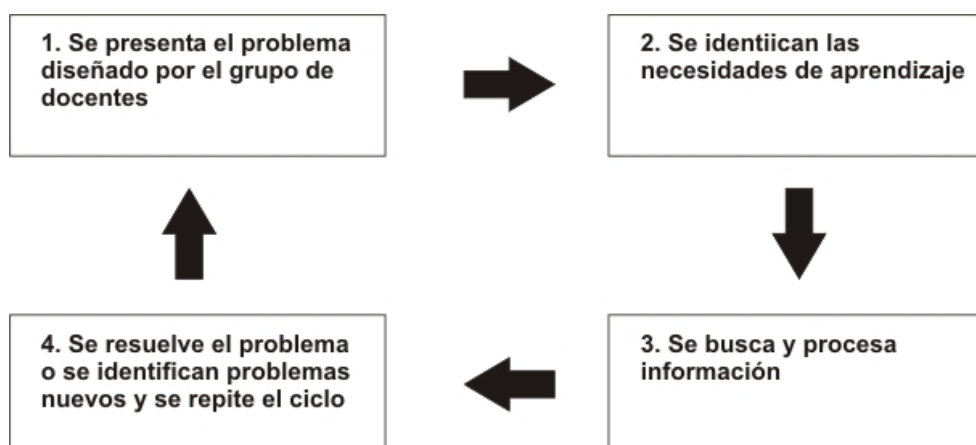 1. Se presenta el problema
diseñado por el grupo de
docentes
2. Se identiican las
necesidades de aprendizaje
3. Se busca y procesa
información
4. Se resuelve el problema
o se identifican problemas
nuevos y se repite el ciclo